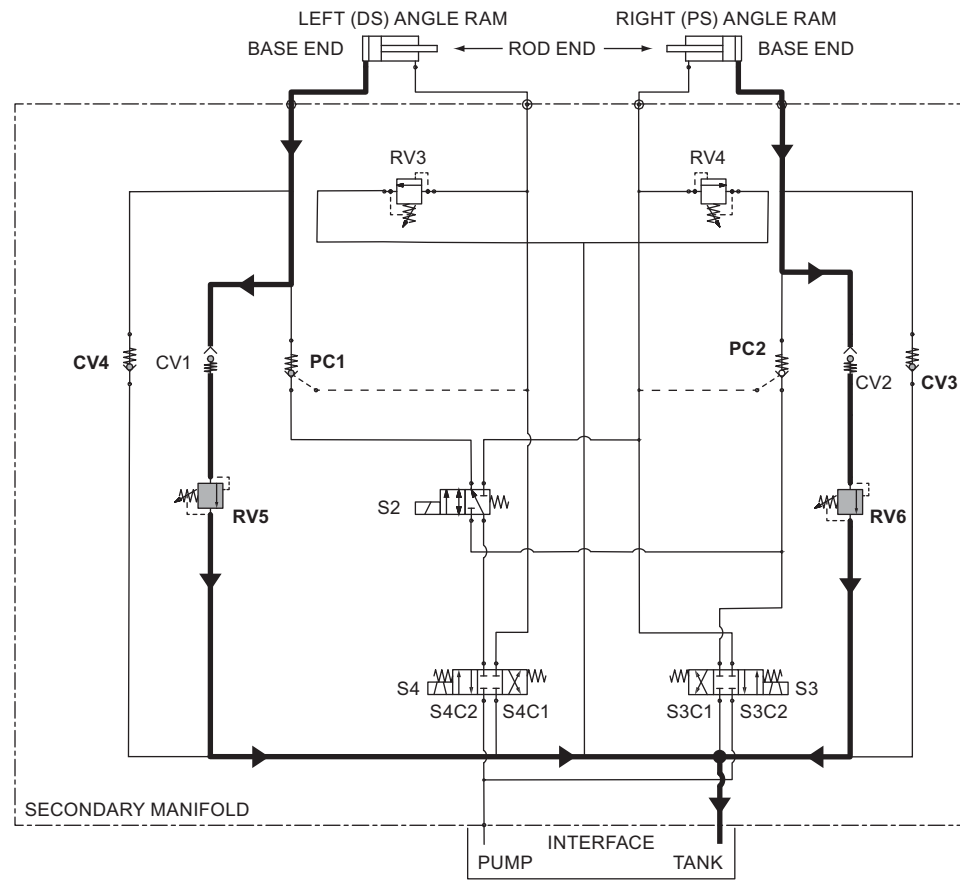 LEFT (DS) ANGLE RAM
RIGHT (PS) ANGLE RAM
BASE END
ROD END
BASE END
RV3
RV4
CV4
CV1
PC1
PC2
CV2
CV3
S2
RV5
RV6
S4
S3
S4C2
S4C1
S3C1
S3C2
SECONDARY MANIFOLD
INTERFACE
PUMP
TANK